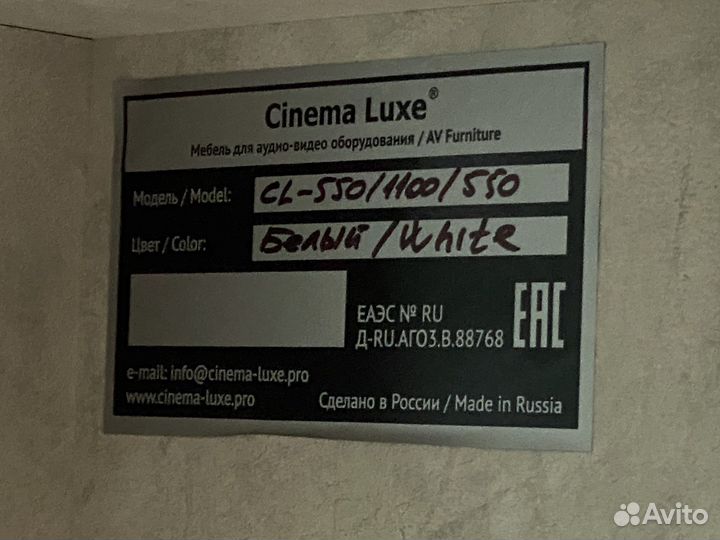 Cinema Luxe®
Мебель для аудио-видео оборудования / AV Furniture
Модель / Model: CL-550/1100/550
Цвет / Color: Белый / White
ЕАЭС № RU
Д-RU.АГО3.В.88768
EAC
e-mail: info@cinema-luxe.pro
www.cinema-luxe.pro
Сделано в России / Made in Russia
Avito